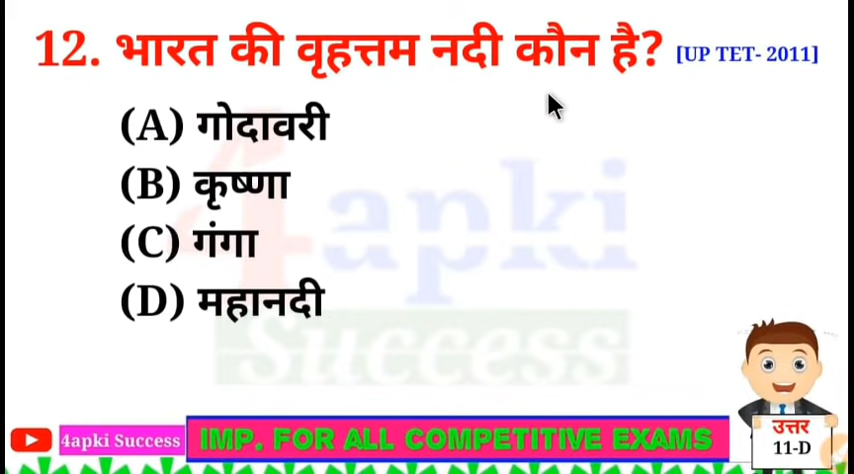 12. भारत की वृहत्तम नदी कौन है? [UP TET- 2011]
(A) गोदावरी
(B) कृष्णा
(C) गंगा
(D) महानदी
4apki
Success
4apki Success
IMP. FOR ALL COMPETITIVE EXAMS
उत्तर
11-D